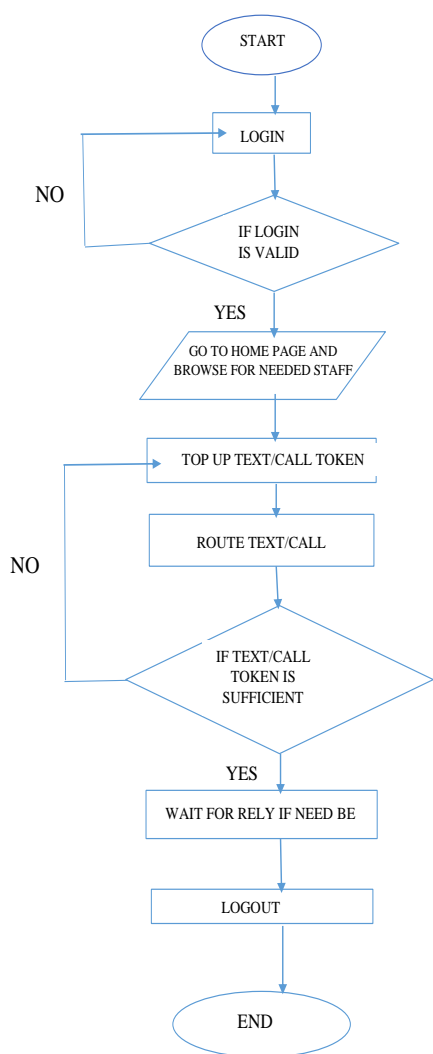 START
LOGIN
NO
IF LOGIN
IS VALID
YES
GO TO HOME PAGE AND
BROWSE FOR NEEDED STAFF
TOP UP TEXT/CALL TOKEN
ROUTE TEXT/CALL
NO
IF TEXT/CALL
TOKEN IS
SUFFICIENT
YES
WAIT FOR RELY IF NEED BE
LOGOUT
END